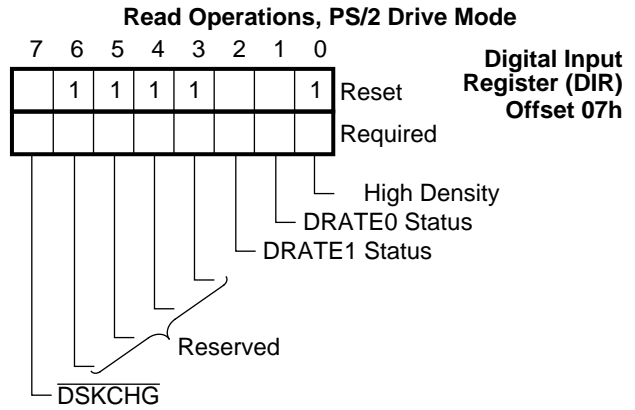 Read Operations, PS/2 Drive Mode
7 6 5 4 3 2 1 0
Digital Input
Register (DIR)
Offset 07h
1 1 1 1 1 Reset
Required
High Density
DRATE0 Status
DRATE1 Status
Reserved
DSKCHG